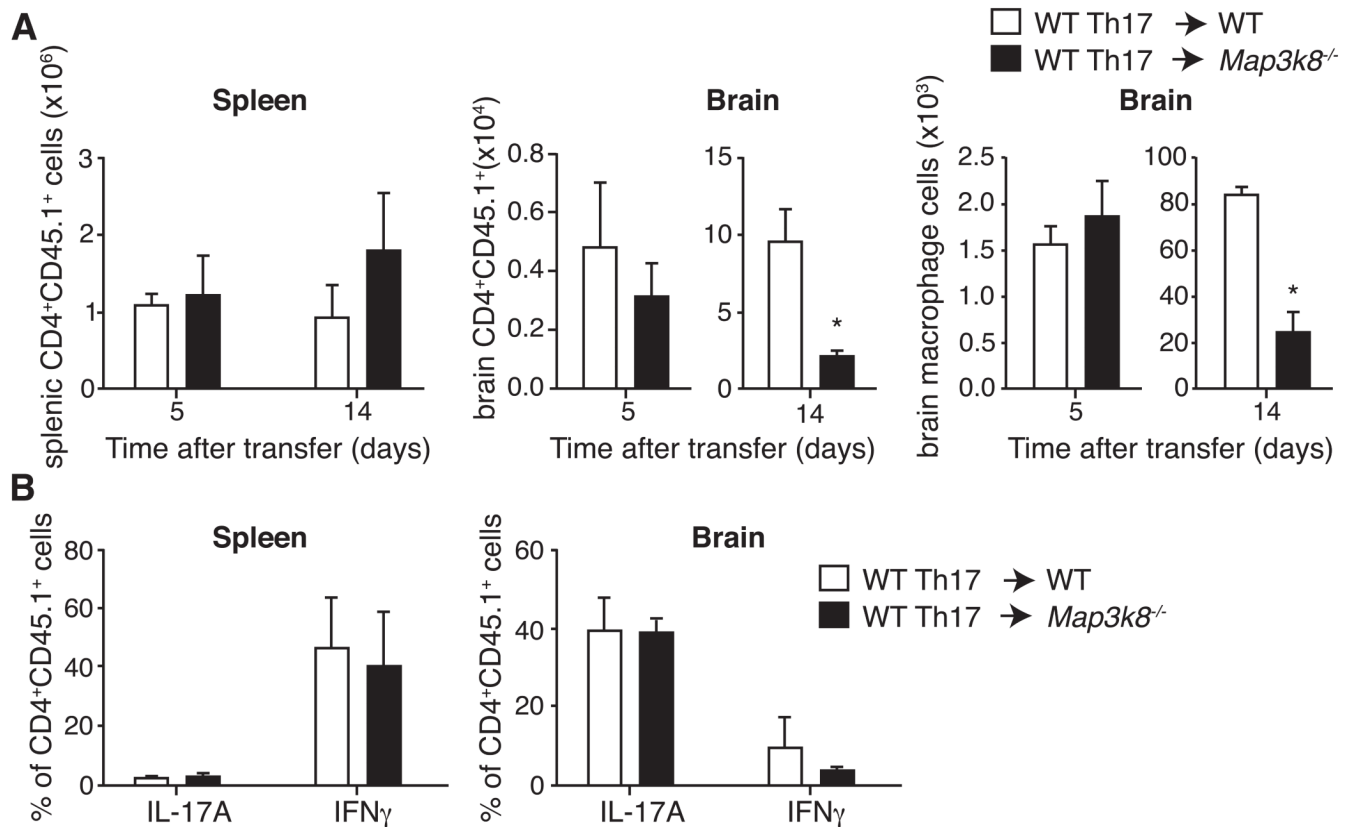 A
WT Th17 → WT
WT Th17 → Map3k8-/-
Spleen
splenic CD4+CD45.1+ cells (x10⁶)
3
2
1
0
5
14
Time after transfer (days)
Brain
brain CD4+CD45.1+(x10⁴)
0.8
0.6
0.4
0.2
0.0
5
15
10
5
0
*
14
Time after transfer (days)
Brain
brain macrophage cells (x10³)
2.5
2.0
1.5
1.0
0.5
0.0
5
100
80
60
40
20
0
*
14
Time after transfer (days)
B
Spleen
% of CD4+CD45.1+ cells
80
60
40
20
0
IL-17A
IFNγ
Brain
% of CD4+CD45.1+ cells
60
40
20
0
IL-17A
IFNγ
WT Th17 → WT
WT Th17 → Map3k8-/-